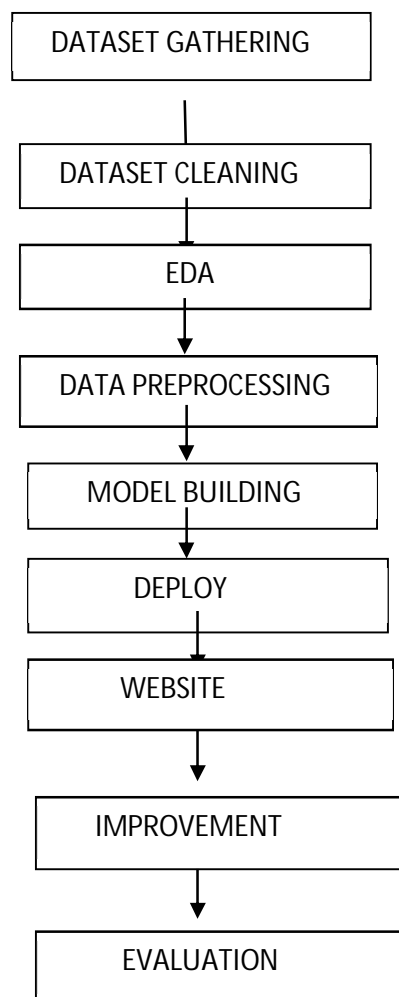 DATASET GATHERING
DATASET CLEANING
EDA
DATA PREPROCESSING
MODEL BUILDING
DEPLOY
WEBSITE
IMPROVEMENT
EVALUATION